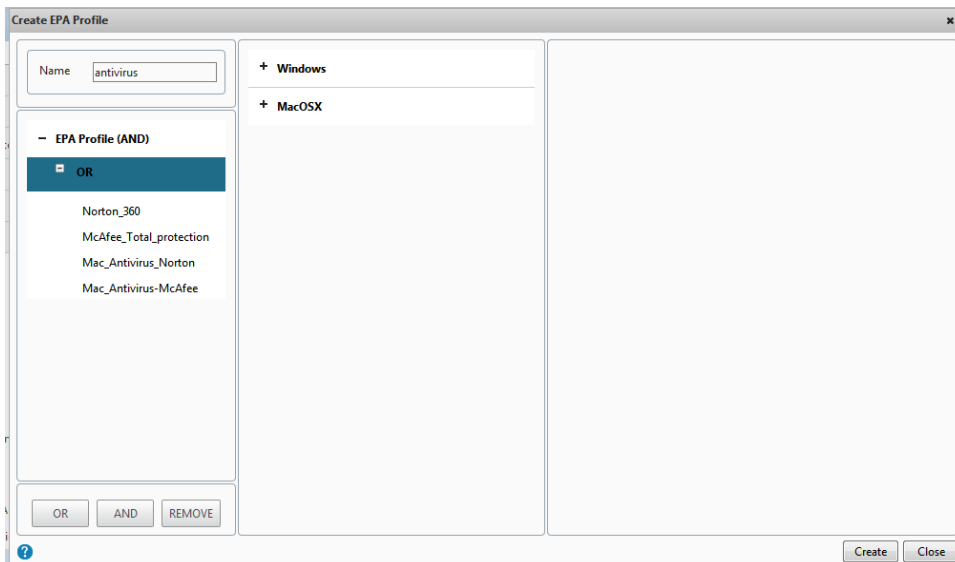 Create EPA Profile
Name antivirus
EPA Profile (AND)
OR
Norton_360
McAfee_Total_protection
Mac_Antivirus_Norton
Mac_Antivirus-McAfee
OR AND REMOVE
+ Windows
+ MacOSX
Create Close